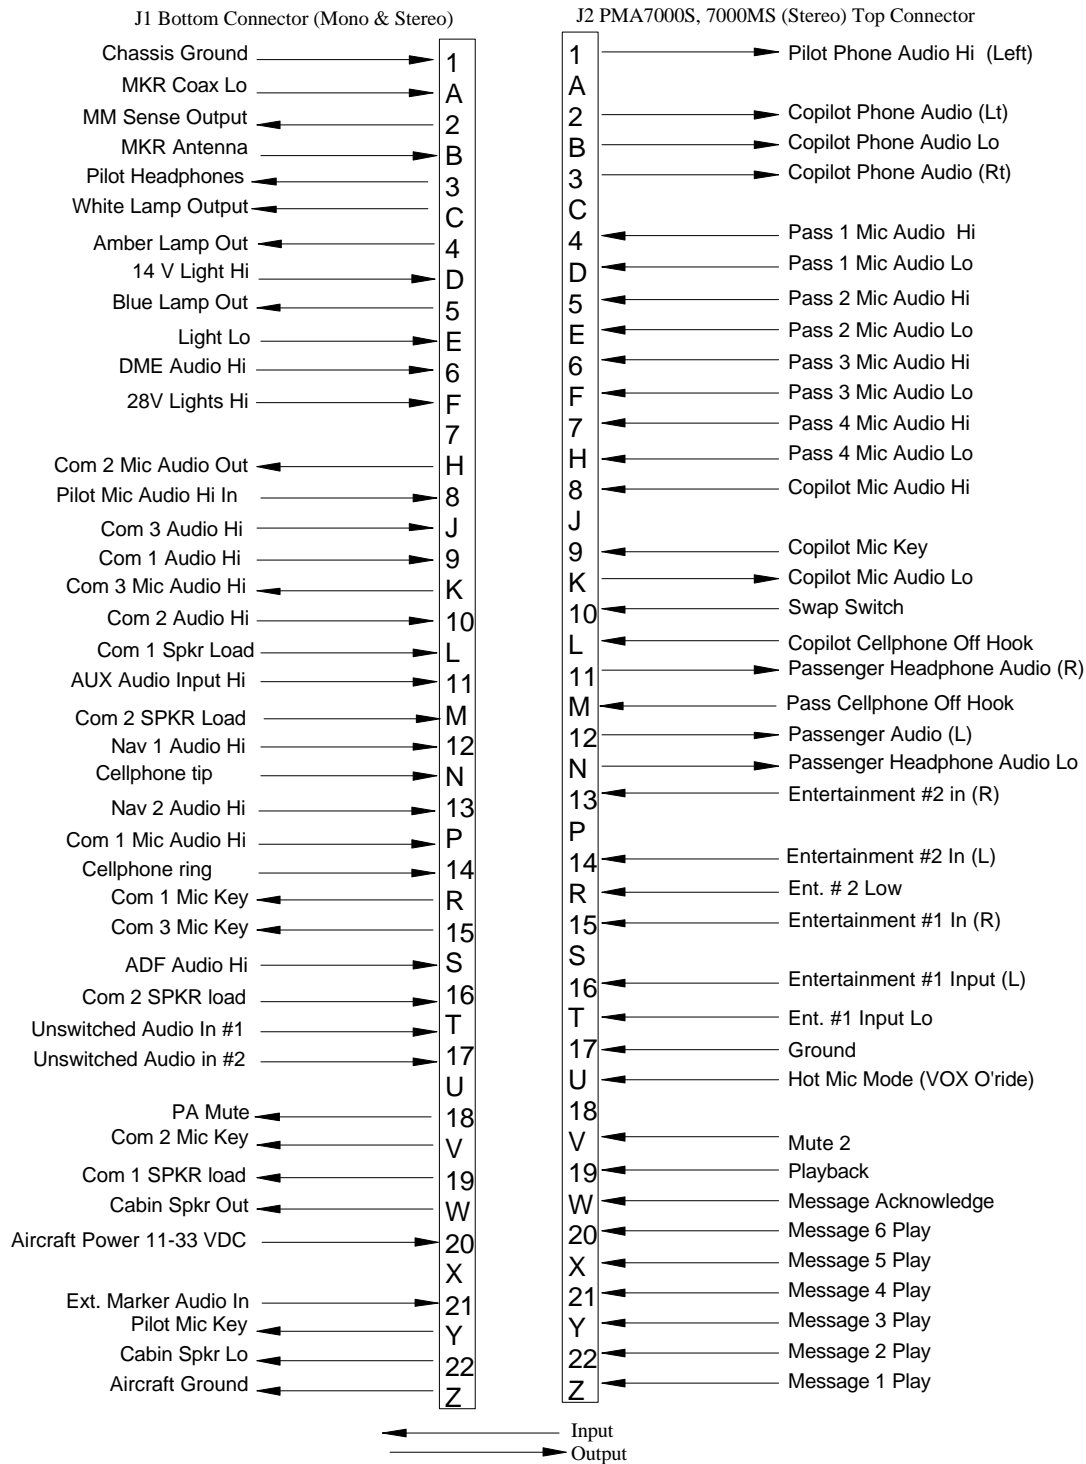 J1 Bottom Connector (Mono & Stereo)
Chassis Ground 1
MKR Coax Lo A
MM Sense Output 2
MKR Antenna B
Pilot Headphones 3
White Lamp Output C
Amber Lamp Out 4
14 V Light Hi D
Blue Lamp Out 5
Light Lo E
DME Audio Hi 6
28V Lights Hi F
7
Com 2 Mic Audio Out H
Pilot Mic Audio Hi In 8
Com 3 Audio Hi J
Com 1 Audio Hi 9
Com 3 Mic Audio Hi K
Com 2 Audio Hi 10
Com 1 Spkr Load L
AUX Audio Input Hi 11
Com 2 SPKR Load M
Nav 1 Audio Hi 12
Cellphone tip N
Nav 2 Audio Hi 13
Com 1 Mic Audio Hi P
Cellphone ring 14
Com 1 Mic Key R
Com 3 Mic Key 15
ADF Audio Hi S
Com 2 SPKR load 16
Unswitched Audio In #1 T
Unswitched Audio in #2 17
U
PA Mute 18
Com 2 Mic Key V
Com 1 SPKR load 19
Cabin Spkr Out W
Aircraft Power 11-33 VDC 20
X
Ext. Marker Audio In 21
Pilot Mic Key Y
Cabin Spkr Lo 22
Aircraft Ground Z
J2 PMA7000S, 7000MS (Stereo) Top Connector
1 Pilot Phone Audio Hi (Left)
A
2 Copilot Phone Audio (Lt)
B Copilot Phone Audio Lo
3 Copilot Phone Audio (Rt)
C
4 Pass 1 Mic Audio Hi
D Pass 1 Mic Audio Lo
5 Pass 2 Mic Audio Hi
E Pass 2 Mic Audio Lo
6 Pass 3 Mic Audio Hi
F Pass 3 Mic Audio Lo
7 Pass 4 Mic Audio Hi
H Pass 4 Mic Audio Lo
8 Copilot Mic Audio Hi
J
9 Copilot Mic Key
K Copilot Mic Audio Lo
10 Swap Switch
L Copilot Cellphone Off Hook
11 Passenger Headphone Audio (R)
M Pass Cellphone Off Hook
12 Passenger Audio (L)
N Passenger Headphone Audio Lo
13 Entertainment #2 in (R)
P
14 Entertainment #2 In (L)
R Ent. # 2 Low
15 Entertainment #1 In (R)
S
16 Entertainment #1 Input (L)
T Ent. #1 Input Lo
17 Ground
U Hot Mic Mode (VOX O'ride)
18
V Mute 2
19 Playback
W Message Acknowledge
20 Message 6 Play
X Message 5 Play
21 Message 4 Play
Y Message 3 Play
22 Message 2 Play
Z Message 1 Play
Input
Output